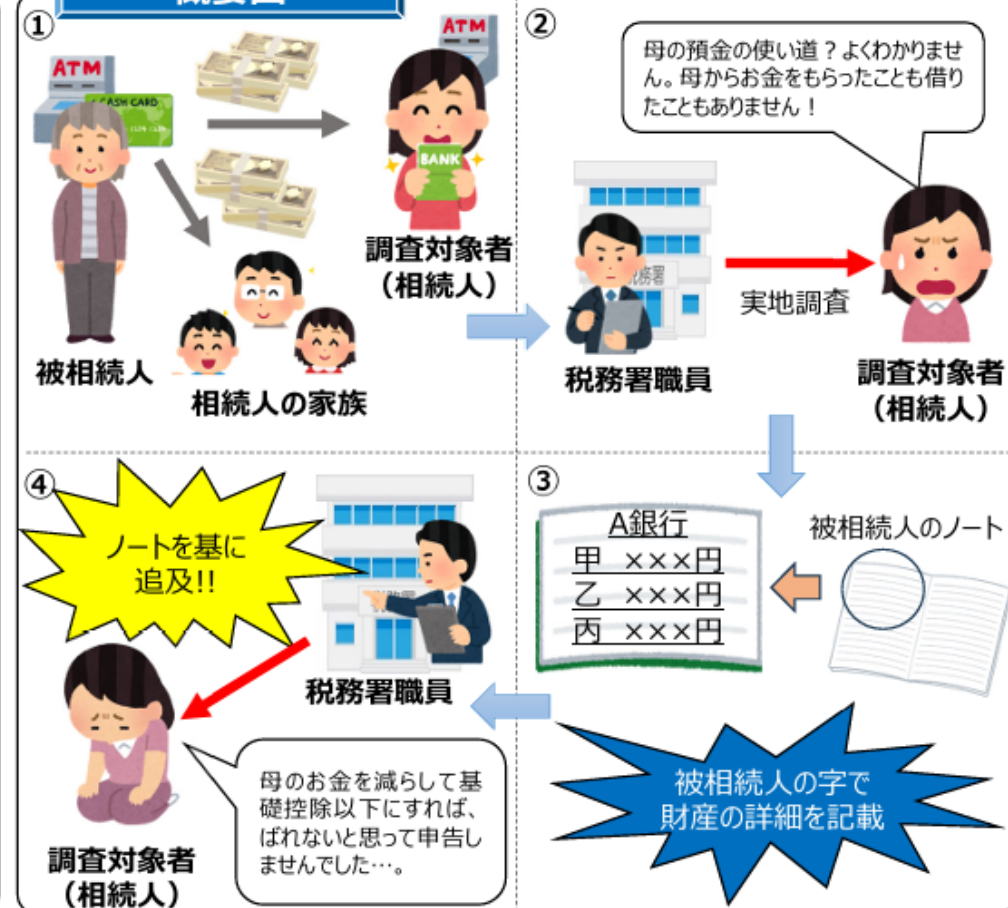 概要図
①
ATM
CASH CARD
ATM
BANK
調査対象者
（相続人）
被相続人
相続人の家族
②
母の預金の使い道？よくわかりませ
ん。母からお金をもらったことも借り
たこともありません！
税務署
実地調査
税務署職員
調査対象者
（相続人）
③
被相続人のノート
A銀行
甲 ×××円
乙 ×××円
丙 ×××円
被相続人の字で
財産の詳細を記載
④
ノートを基に
追及!!
税務署職員
母のお金を減らして基
礎控除以下にすれば、
ばれないと思って申告し
ませんでした…。
調査対象者
（相続人）